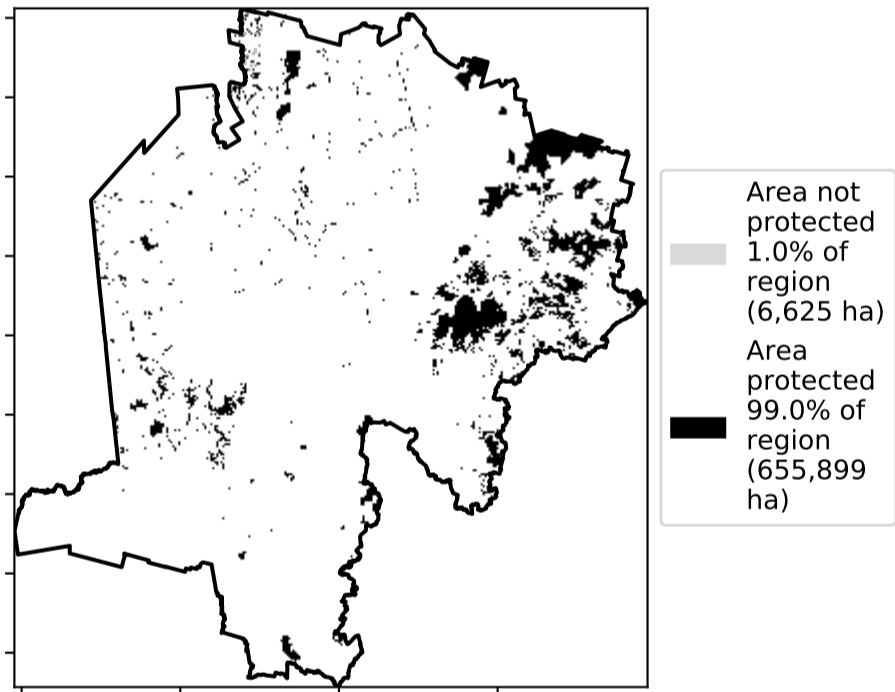 Area not
protected
1.0% of
region
(6,625 ha)
Area
protected
99.0% of
region
(655,899
ha)